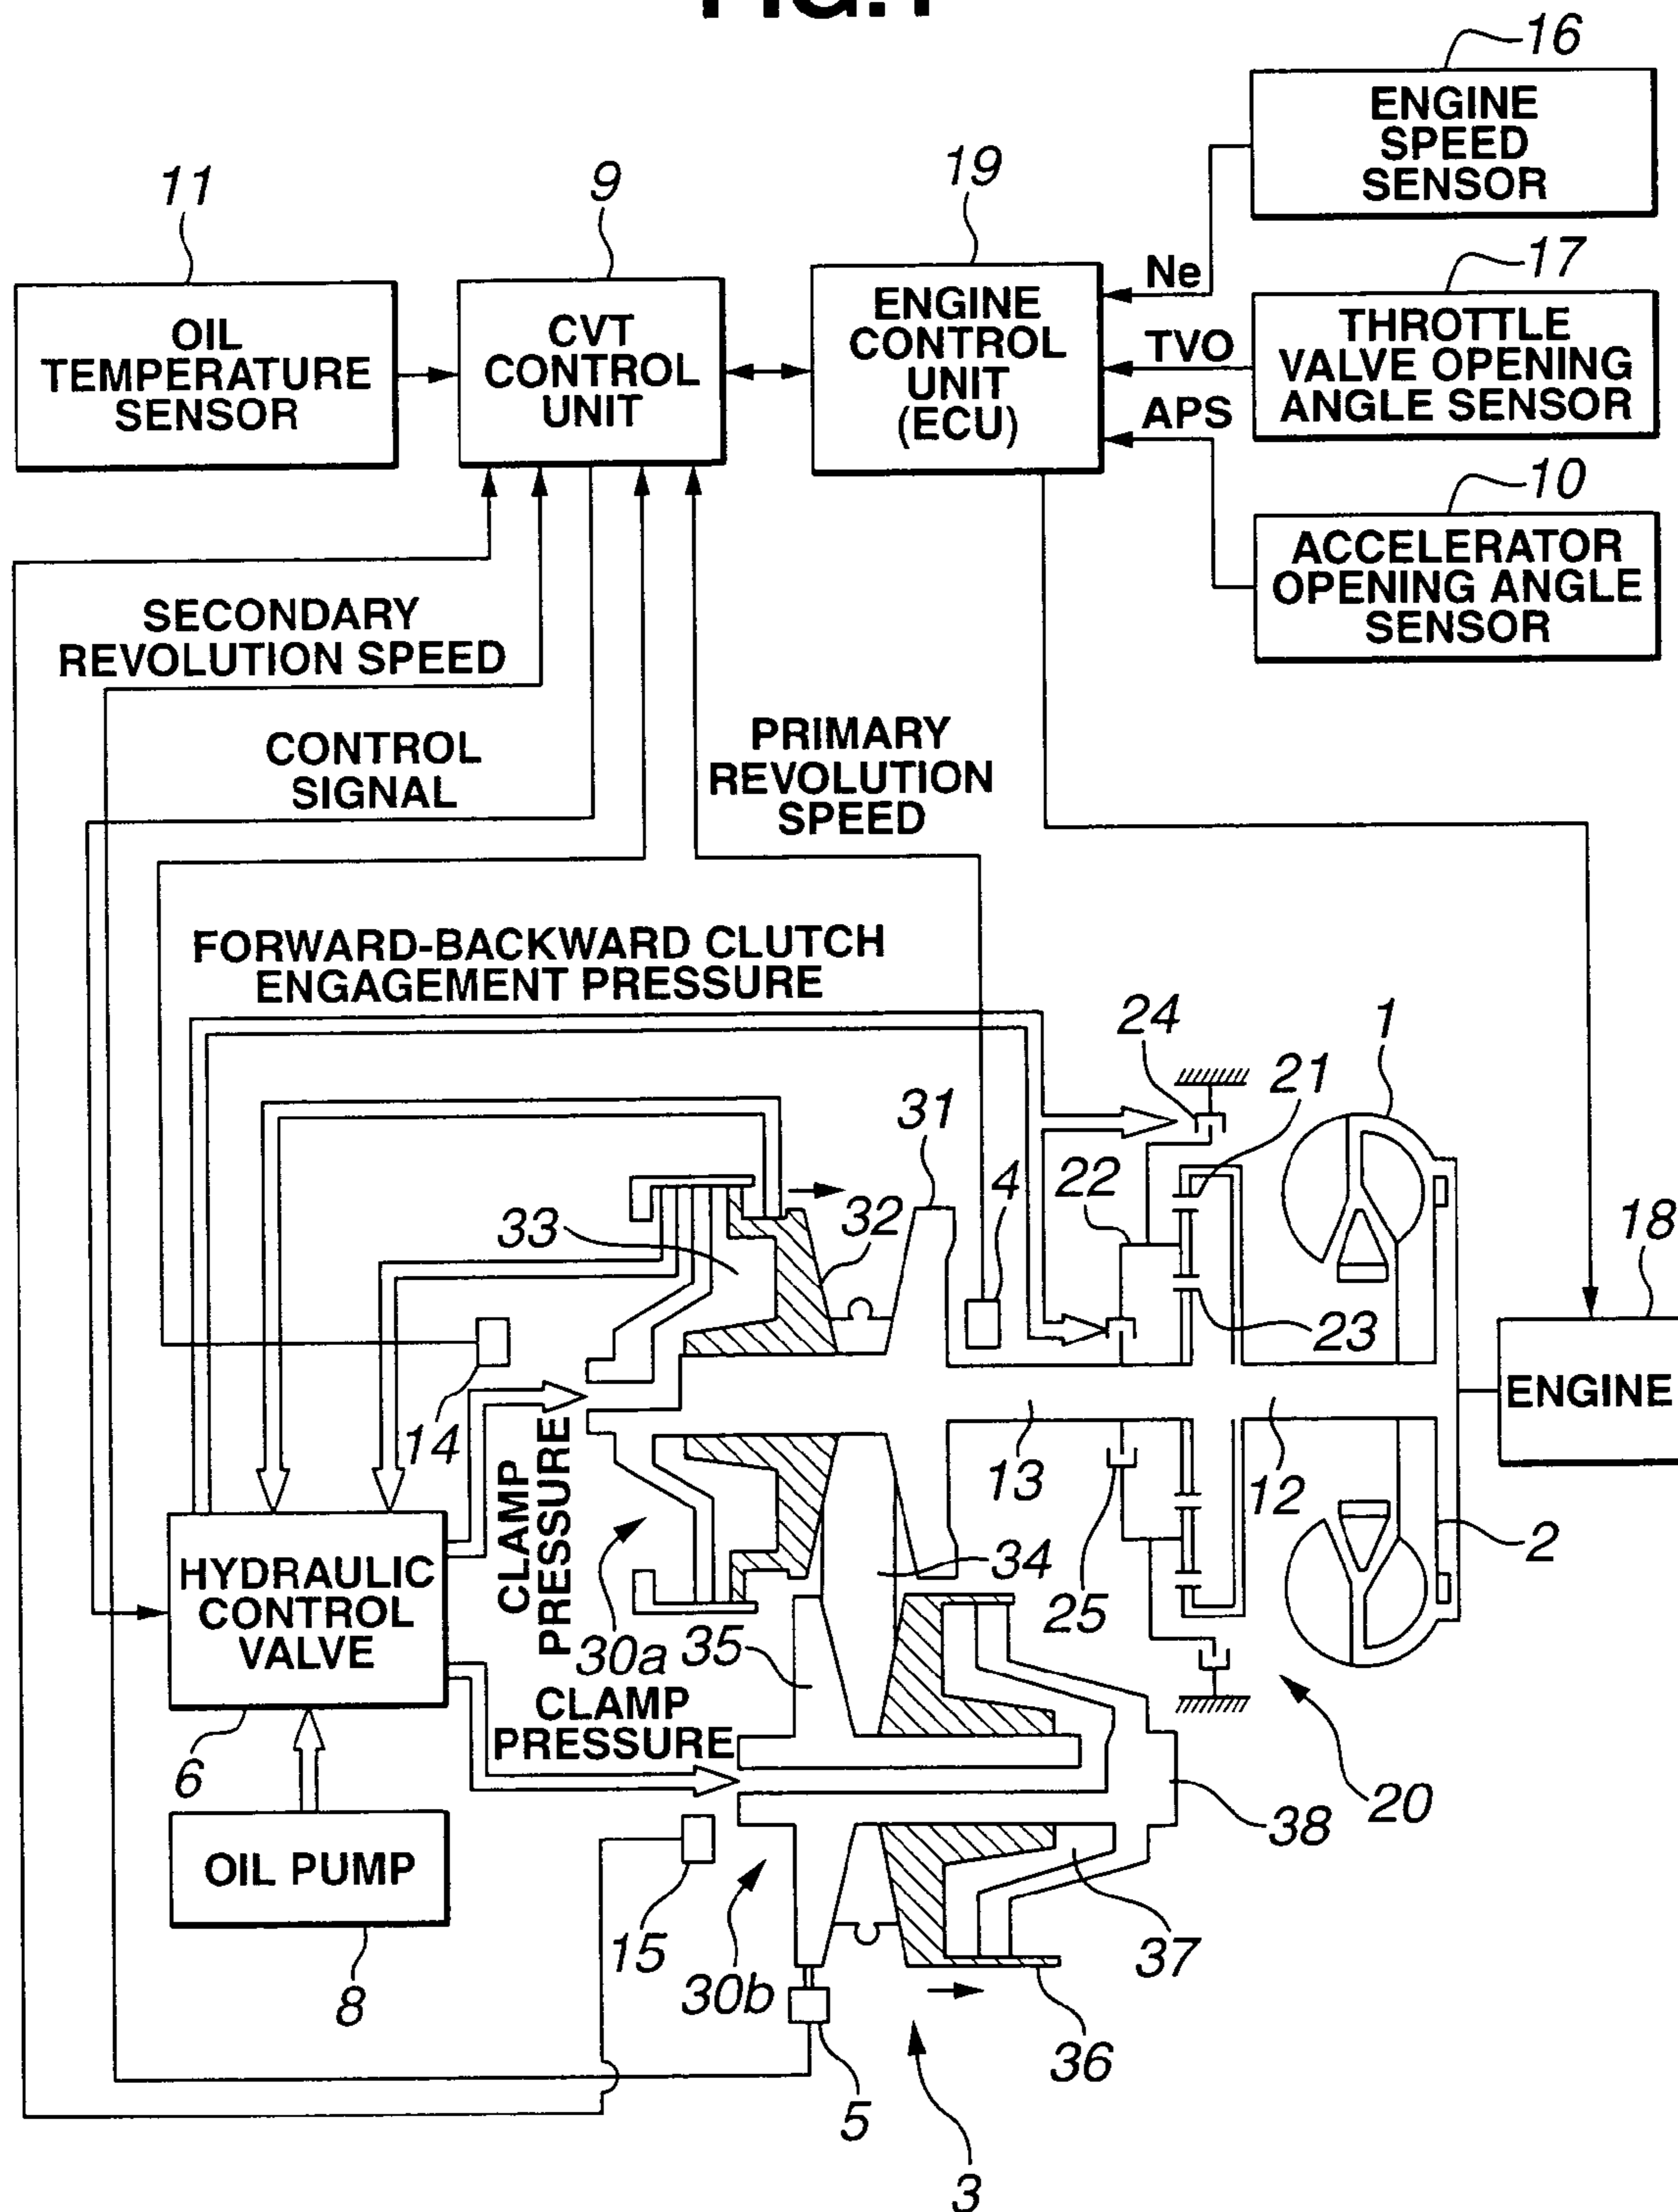 FIG.1
16
ENGINE
SPEED
SENSOR
11
9
19
17
OIL
TEMPERATURE
SENSOR
CVT
CONTROL
UNIT
ENGINE
CONTROL
UNIT
(ECU)
Ne
TVO
APS
THROTTLE
VALVE OPENING
ANGLE SENSOR
10
ACCELERATOR
OPENING ANGLE
SENSOR
SECONDARY
REVOLUTION SPEED
CONTROL
SIGNAL
PRIMARY
REVOLUTION
SPEED
FORWARD-BACKWARD CLUTCH
ENGAGEMENT PRESSURE
24
1
21
31
4
22
33
32
18
23
14
ENGINE
CLAMP
PRESSURE
13
12
2
34
25
HYDRAULIC
CONTROL
VALVE
30a
35
CLAMP
PRESSURE
6
20
38
OIL PUMP
15
37
8
30b
36
5
3